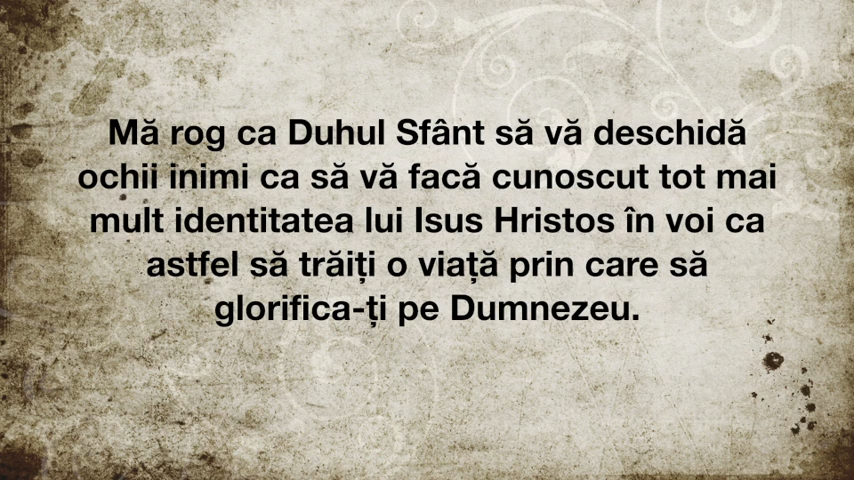 Mă rog ca Duhul Sfânt să vă deschidă
ochii inimi ca să vă facă cunoscut tot mai
mult identitatea lui Isus Hristos în voi ca
astfel să trăiți o viață prin care să
glorifica-ți pe Dumnezeu.